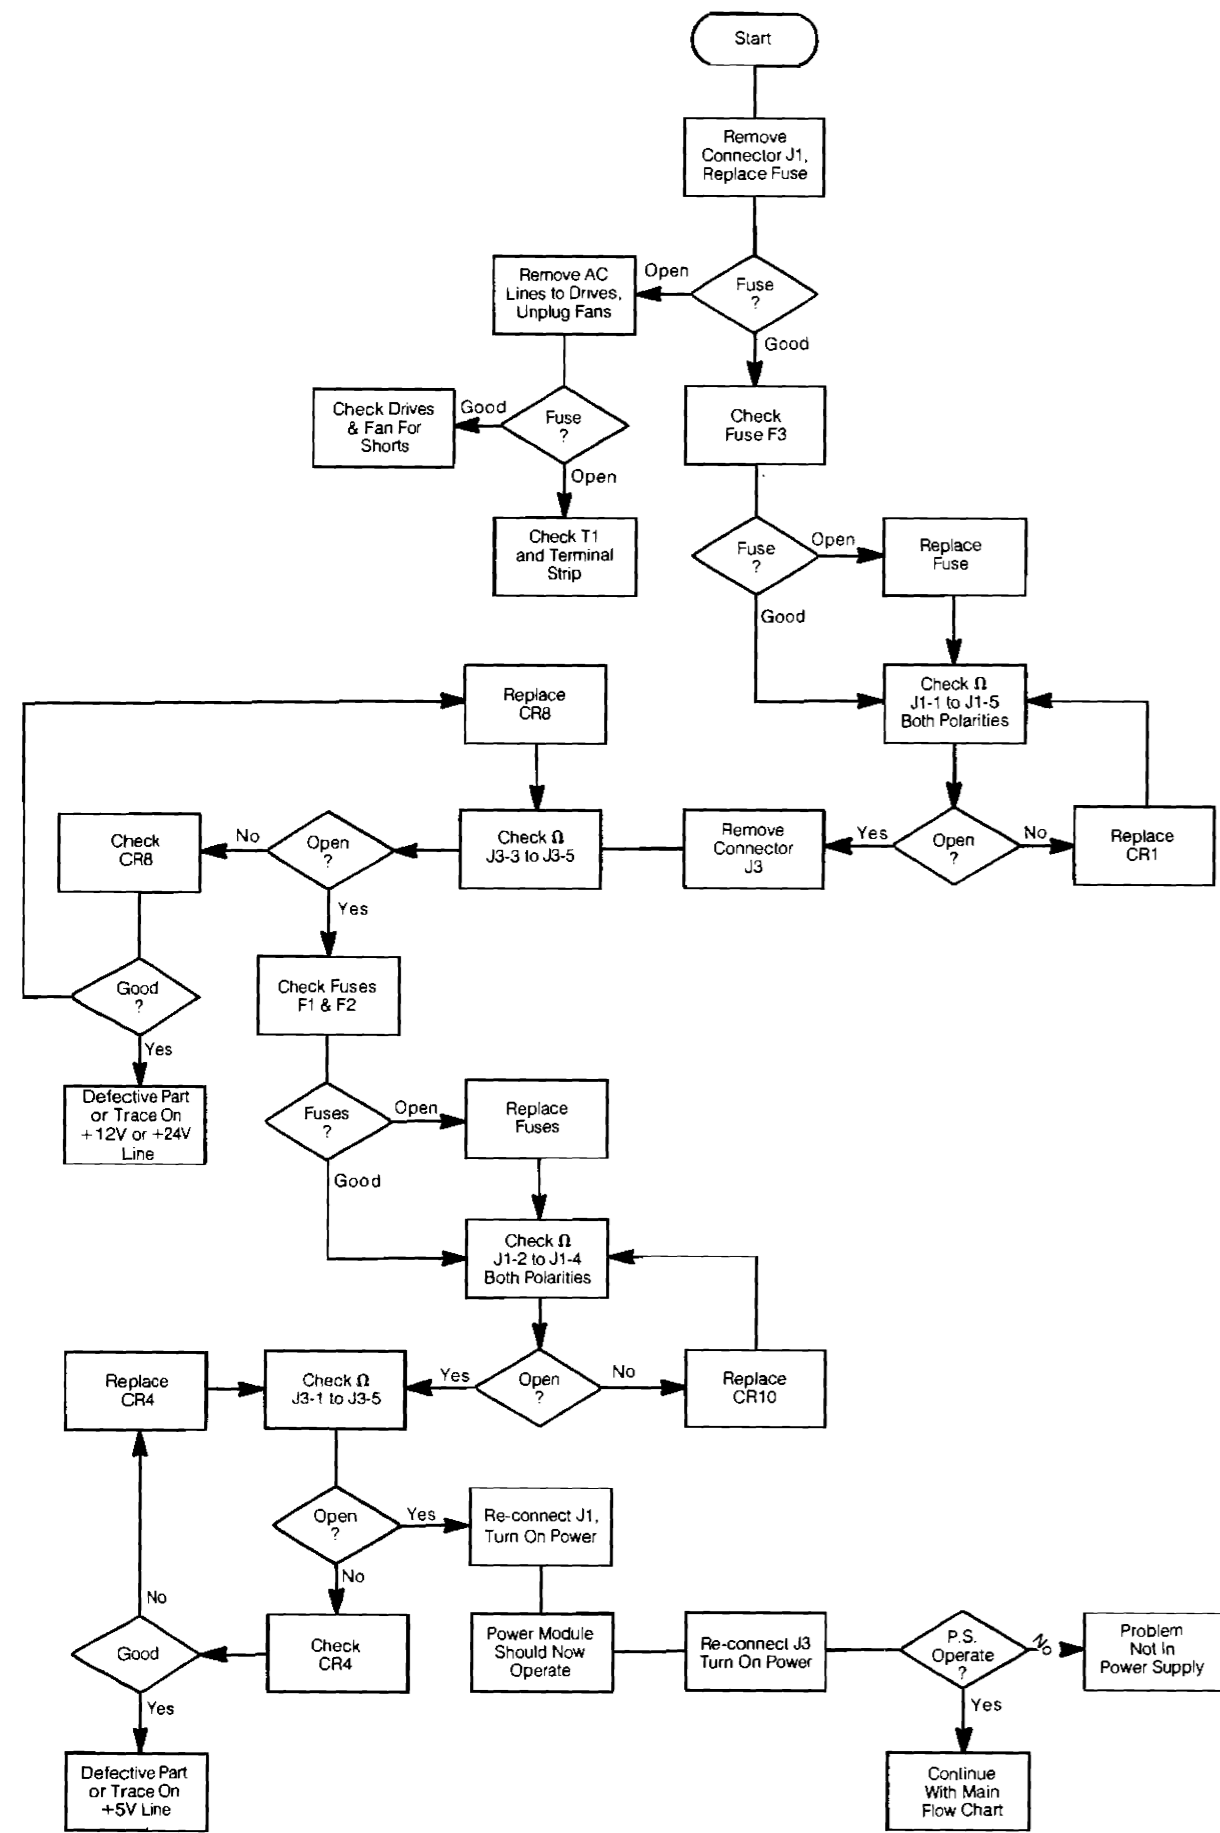 Start
Remove
Connector J1,
Replace Fuse
Fuse
?
Open
Good
Remove AC
Lines to Drives,
Unplug Fans
Fuse
?
Good
Open
Check Drives
& Fan For
Shorts
Check T1
and Terminal
Strip
Check
Fuse F3
Fuse
?
Open
Good
Replace
Fuse
Check Ω
J1-1 to J1-5
Both Polarities
Open
?
No
Yes
Replace
CR1
Remove
Connector
J3
Replace
CR8
Check Ω
J3-3 to J3-5
Open
?
No
Yes
Check
CR8
Good
?
Yes
Defective Part
or Trace On
+12V or +24V
Line
Check Fuses
F1 & F2
Fuses
?
Open
Good
Replace
Fuses
Check Ω
J1-2 to J1-4
Both Polarities
Open
?
No
Yes
Replace
CR10
Check Ω
J3-1 to J3-5
Replace
CR4
Open
?
Yes
No
Check
CR4
Good
No
Yes
Defective Part
or Trace On
+5V Line
Re-connect J1,
Turn On Power
Power Module
Should Now
Operate
Re-connect J3
Turn On Power
P.S.
Operate
?
No
Yes
Problem
Not In
Power Supply
Continue
With Main
Flow Chart